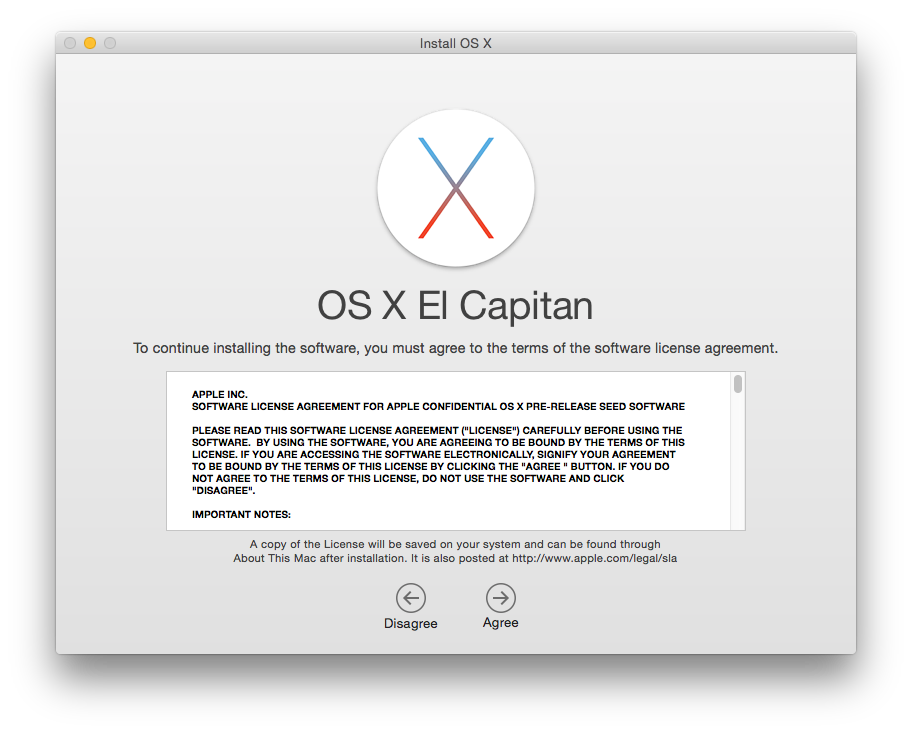 Install OS X
OS X El Capitan
To continue installing the software, you must agree to the terms of the software license agreement.
APPLE INC.
SOFTWARE LICENSE AGREEMENT FOR APPLE CONFIDENTIAL OS X PRE-RELEASE SEED SOFTWARE
PLEASE READ THIS SOFTWARE LICENSE AGREEMENT ("LICENSE") CAREFULLY BEFORE USING THE
SOFTWARE.  BY USING THE SOFTWARE, YOU ARE AGREEING TO BE BOUND BY THE TERMS OF THIS
LICENSE. IF YOU ARE ACCESSING THE SOFTWARE ELECTRONICALLY, SIGNIFY YOUR AGREEMENT
TO BE BOUND BY THE TERMS OF THIS LICENSE BY CLICKING THE "AGREE " BUTTON. IF YOU DO
NOT AGREE TO THE TERMS OF THIS LICENSE, DO NOT USE THE SOFTWARE AND CLICK
"DISAGREE".
IMPORTANT NOTES:
A copy of the License will be saved on your system and can be found through
About This Mac after installation. It is also posted at http://www.apple.com/legal/sla
Disagree
Agree